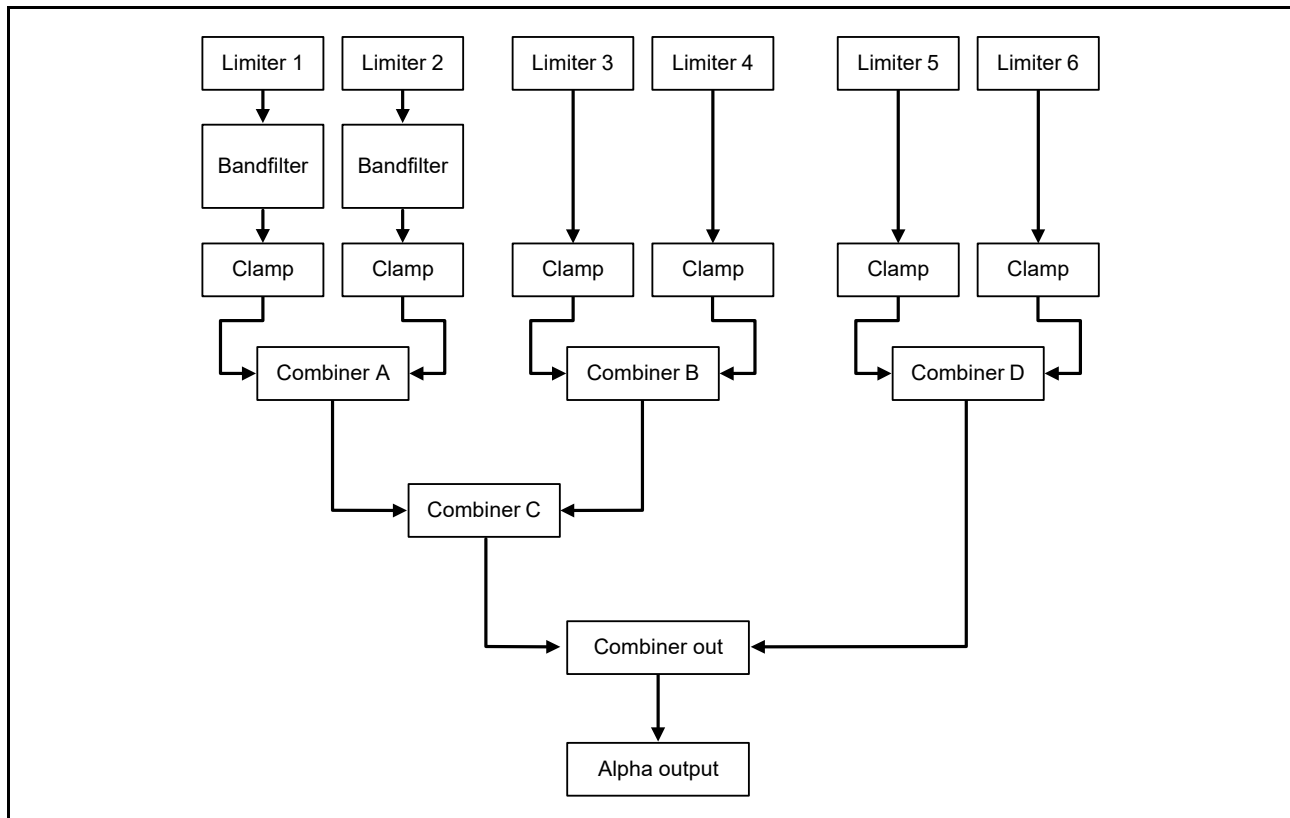 Limiter 1
Limiter 2
Limiter 3
Limiter 4
Limiter 5
Limiter 6
Bandfilter
Bandfilter
Clamp
Clamp
Clamp
Clamp
Clamp
Clamp
Combiner A
Combiner B
Combiner D
Combiner C
Combiner out
Alpha output